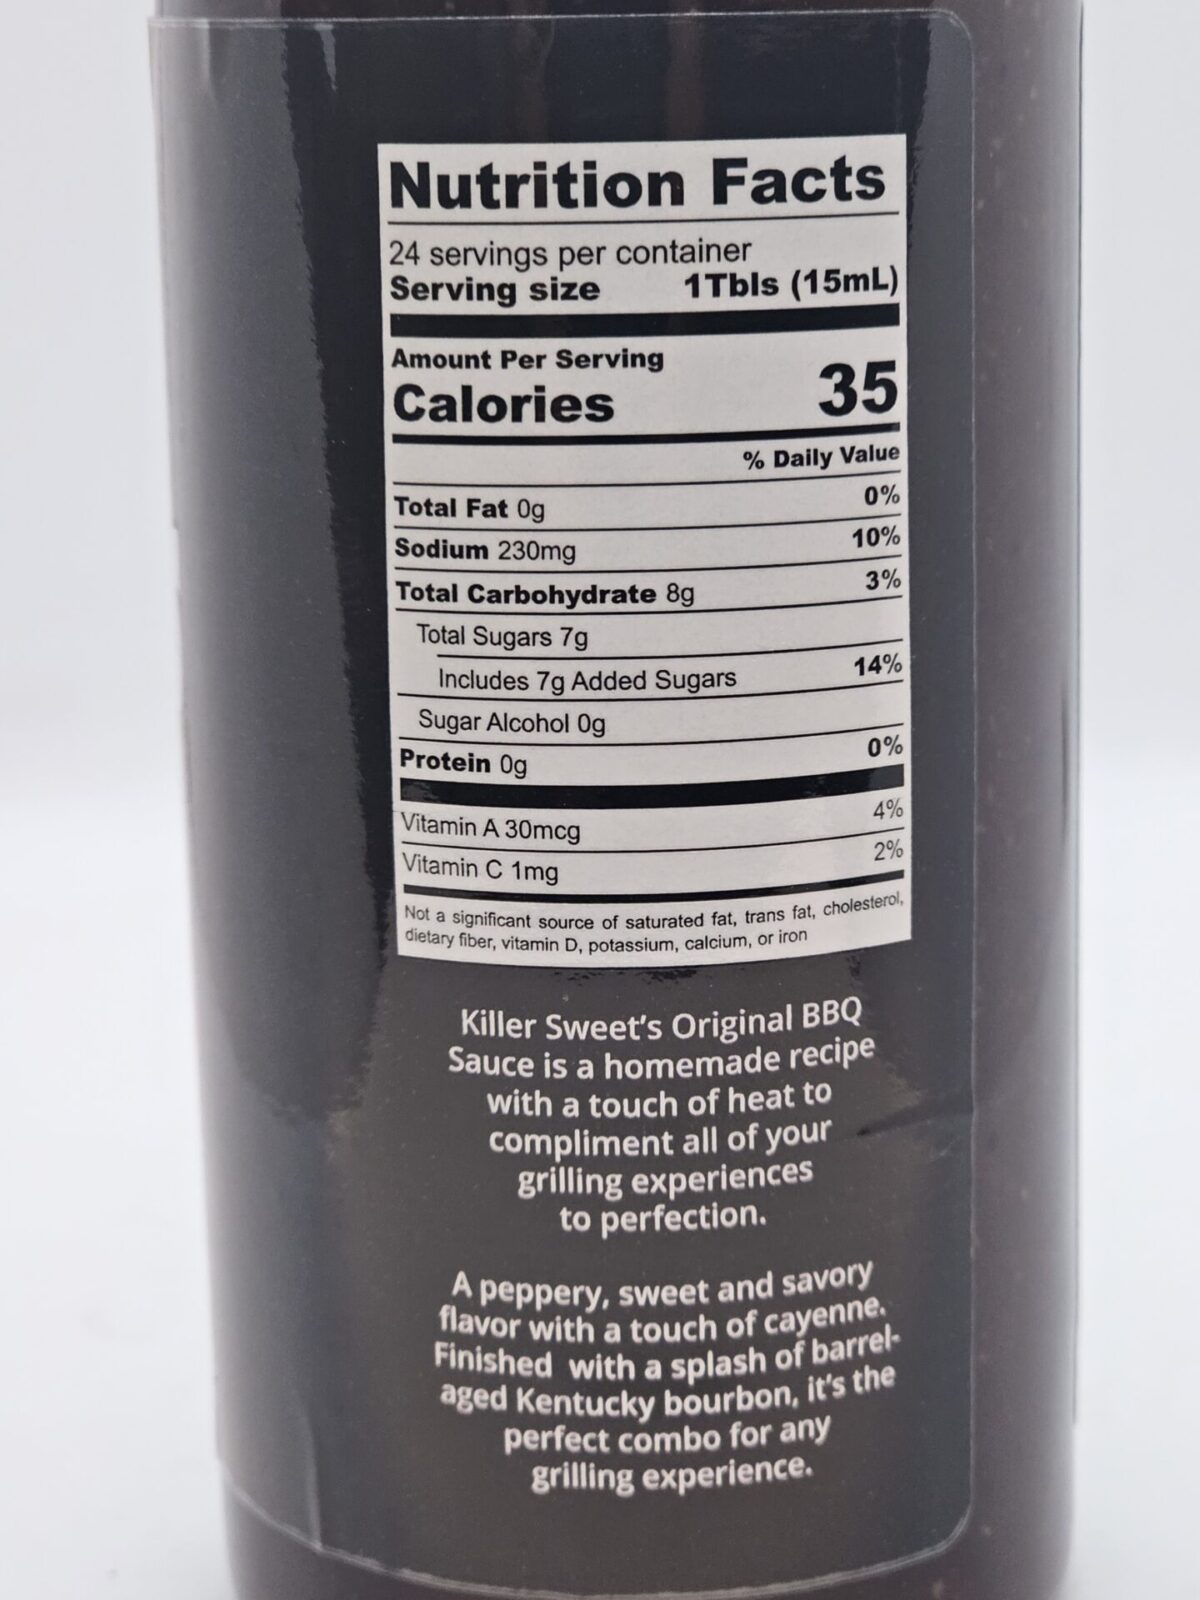 Nutrition Facts
24 servings per container
Serving size 1Tbls (15mL)
Amount Per Serving
Calories 35
% Daily Value
Total Fat 0g 0%
Sodium 230mg 10%
Total Carbohydrate 8g 3%
Total Sugars 7g
Includes 7g Added Sugars 14%
Sugar Alcohol 0g
Protein 0g 0%
Vitamin A 30mcg 4%
Vitamin C 1mg 2%
Not a significant source of saturated fat, trans fat, cholesterol,
dietary fiber, vitamin D, potassium, calcium, or iron
Killer Sweet's Original BBQ
Sauce is a homemade recipe
with a touch of heat to
compliment all of your
grilling experiences
to perfection.
A peppery, sweet and savory
flavor with a touch of cayenne.
Finished with a splash of barrel-
aged Kentucky bourbon, it's the
perfect combo for any
grilling experience.